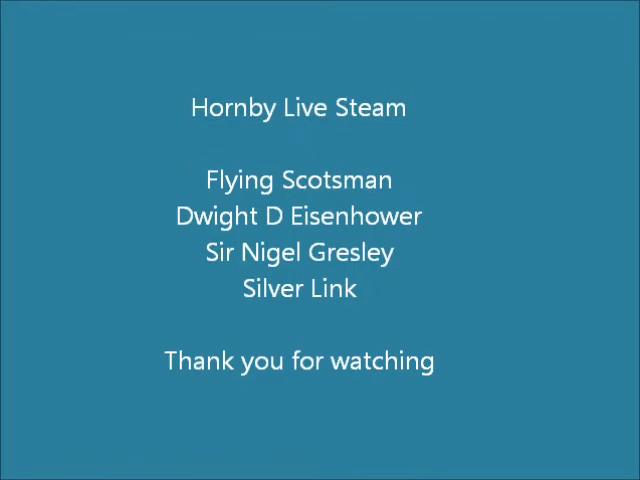 Hornby Live Steam
Flying Scotsman
Dwight D Eisenhower
Sir Nigel Gresley
Silver Link
Thank you for watching